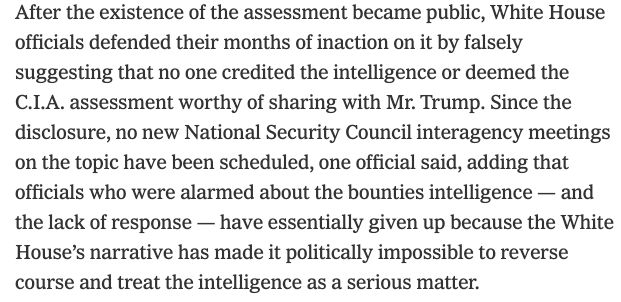 After the existence of the assessment became public, White House
officials defended their months of inaction on it by falsely
suggesting that no one credited the intelligence or deemed the
C.I.A. assessment worthy of sharing with Mr. Trump. Since the
disclosure, no new National Security Council interagency meetings
on the topic have been scheduled, one official said, adding that
officials who were alarmed about the bounties intelligence — and
the lack of response — have essentially given up because the White
House’s narrative has made it politically impossible to reverse
course and treat the intelligence as a serious matter.